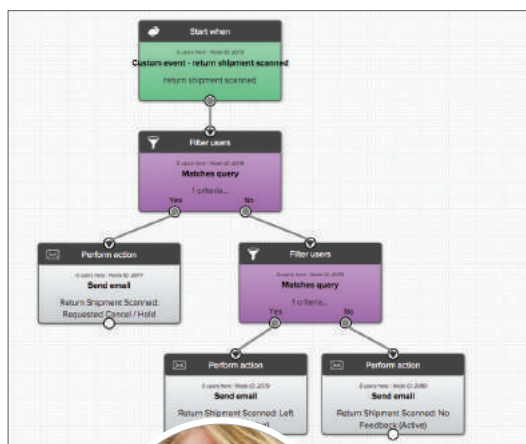 Start when
Custom event - return shipment scanned
return shipment scanned
Filter users
Matches query
1 criteria...
Yes No
Perform action
Send email
Return Shipment Scanned:
Requested Cancel / Hold
Filter users
Matches query
1 criteria...
Yes No
Perform action
Send email
Return Shipment Scanned: Left
Perform action
Send email
Return Shipment Scanned: No
Feedback (Active)